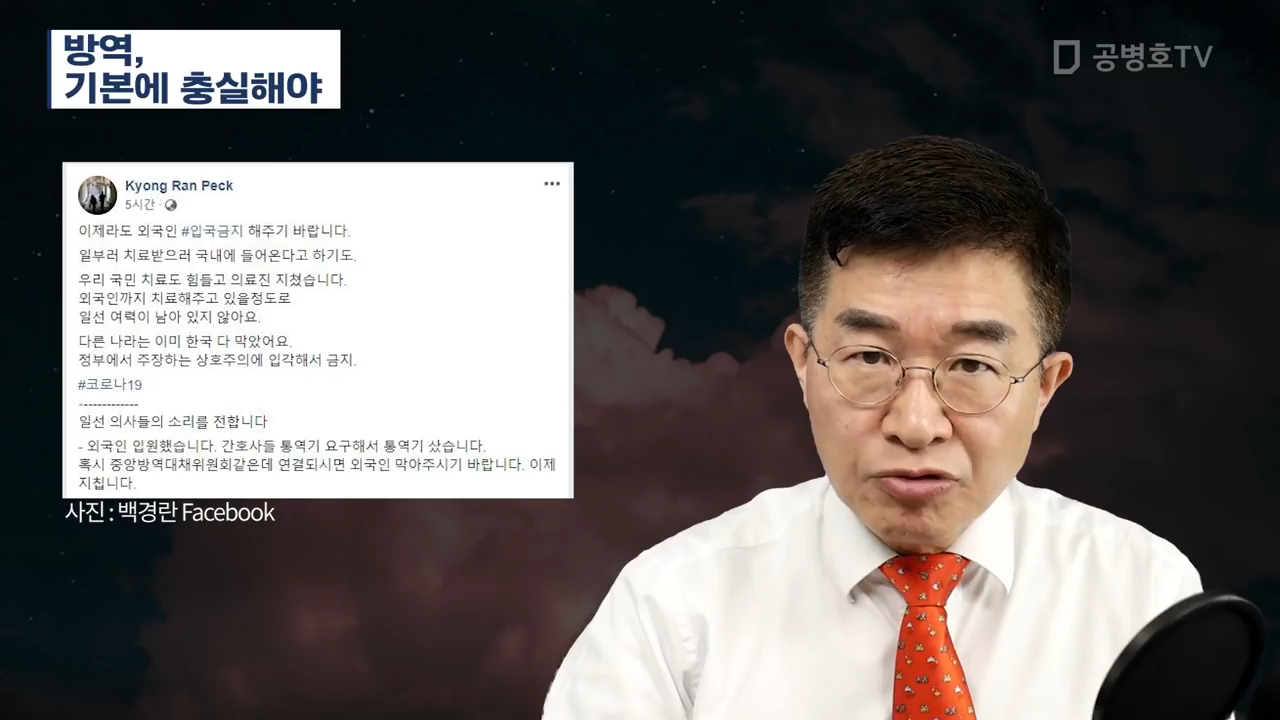 방역,
기본에 충실해야
공병호TV
Kyong Ran Peck
5시간 ·
이제라도 외국인 #입국금지 해주기 바랍니다.
일부러 치료받으러 국내에 들어온다고 하기도.
우리 국민 치료도 힘들고 의료진 지쳤습니다.
외국인까지 치료해주고 있을정도로
일선 여력이 남아 있지 않아요.
다른 나라는 이미 한국 다 막았어요.
정부에서 주장하는 상호주의에 입각해서 금지.
#코로나19
-------------
일선 의사들의 소리를 전합니다
- 외국인 입원했습니다. 간호사들 통역기 요구해서 통역기 샀습니다.
혹시 중앙방역대채위원회같은데 연결되시면 외국인 막아주시기 바랍니다. 이제
지칩니다.
사진 : 백경란 Facebook